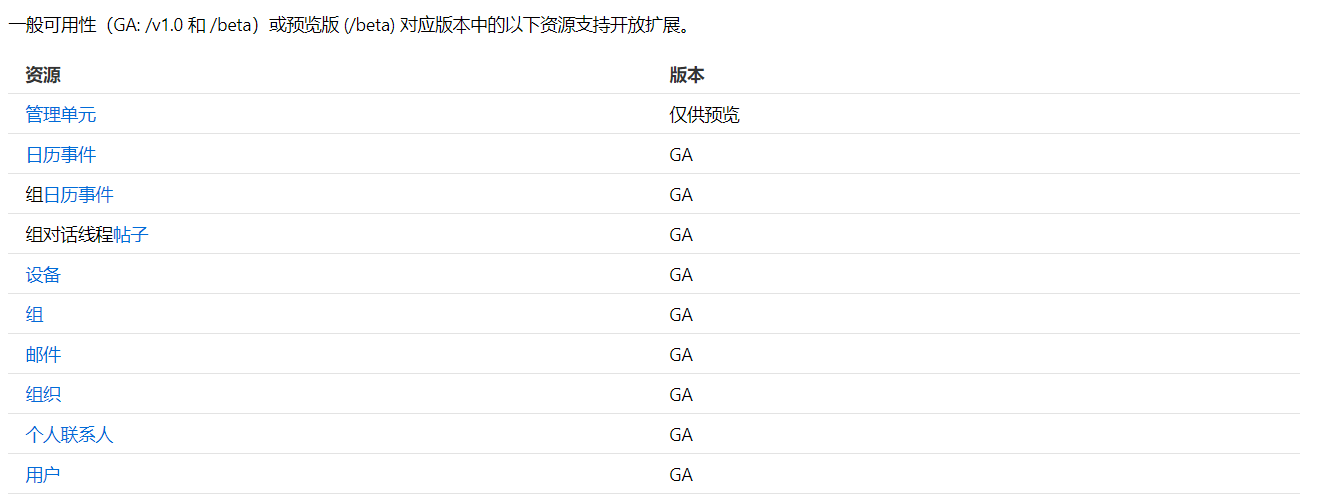 一般可用性（GA: /v1.0 和 /beta）或预览版 (/beta) 对应版本中的以下资源支持开放扩展。
资源 版本
管理单元 仅供预览
日历事件 GA
组日历事件 GA
组对话线程帖子 GA
设备 GA
组 GA
邮件 GA
组织 GA
个人联系人 GA
用户 GA